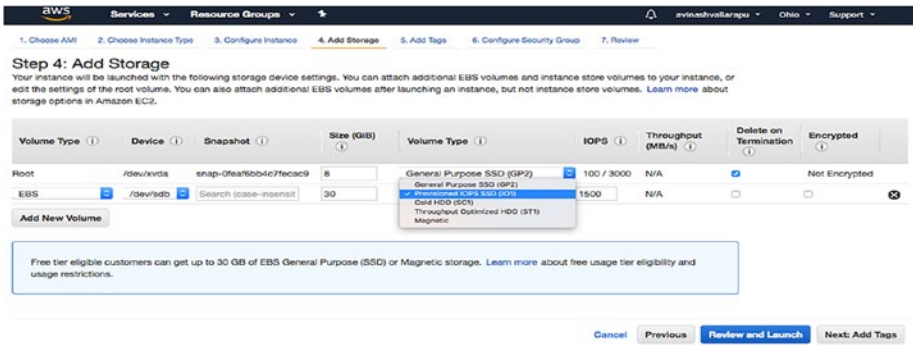 aws Services Resource Groups avinashvallarapu Ohio Support
1. Choose AMI 2. Choose Instance Type 3. Configure Instance 4. Add Storage 5. Add Tags 6. Configure Security Group 7. Review
Step 4: Add Storage
Your instance will be launched with the following storage device settings. You can attach additional EBS volumes and instance store volumes to your instance, or
edit the settings of the root volume. You can also attach additional EBS volumes after launching an instance, but not instance store volumes. Learn more about
storage options in Amazon EC2.
Volume Type Device Snapshot Size (GiB) Volume Type IOPS Throughput (MB/s) Delete on Termination Encrypted
Root /dev/xvda snap-0feaf6bb4c7fecac9 8 General Purpose SSD (GP2) 100 / 3000 N/A Not Encrypted
EBS /dev/sdb Search (case-insensit 30 1500 N/A
General Purpose SSD (GP2)
✓ Provisioned IOPS SSD (IO1)
Cold HDD (SC1)
Throughput Optimized HDD (ST1)
Magnetic
Add New Volume
Free tier eligible customers can get up to 30 GB of EBS General Purpose (SSD) or Magnetic storage. Learn more about free usage tier eligibility and
usage restrictions.
Cancel Previous Review and Launch Next: Add Tags